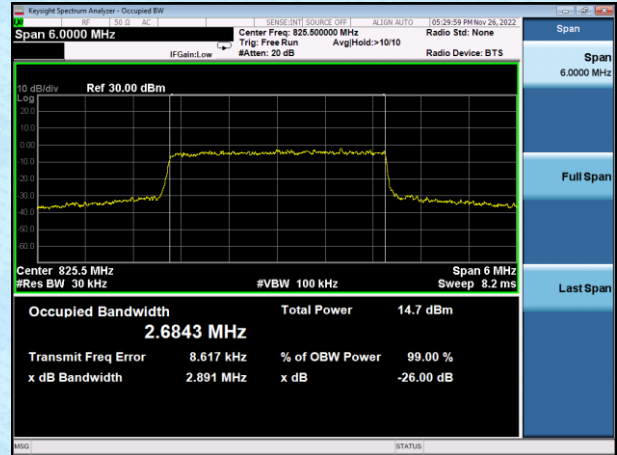 Keysight Spectrum Analyzer - Occupied BW
RF 50 Ω AC SENSE:INT SOURCE OFF ALIGN AUTO 05:29:59 PM Nov 26, 2022
Span 6.0000 MHz Center Freq: 825.500000 MHz Radio Std: None
Trig: Free Run Avg|Hold:>10/10
IFGain:Low #Atten: 20 dB Radio Device: BTS
10 dB/div Ref 30.00 dBm
Log
20.0
10.0
0.00
-10.0
-20.0
-30.0
-40.0
-50.0
-60.0
Center 825.5 MHz Span 6 MHz
#Res BW 30 kHz #VBW 100 kHz Sweep 8.2 ms
Occupied Bandwidth Total Power 14.7 dBm
2.6843 MHz
Transmit Freq Error 8.617 kHz % of OBW Power 99.00 %
x dB Bandwidth 2.891 MHz x dB -26.00 dB
MSG STATUS
Span
Span
6.0000 MHz
Full Span
Last Span